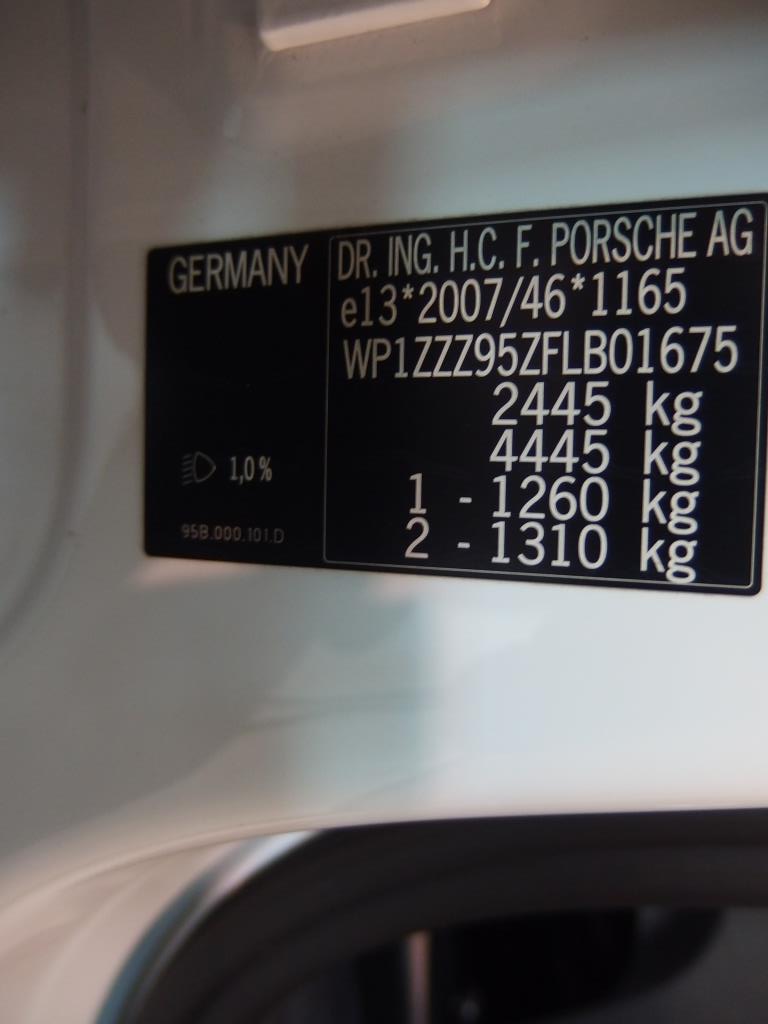 GERMANY
1,0%
95B.000.101.D
DR. ING. H.C. F. PORSCHE AG
e13*2007/46*1165
WP1ZZZ95ZFLB01675
2445 kg
4445 kg
1 - 1260 kg
2 - 1310 kg